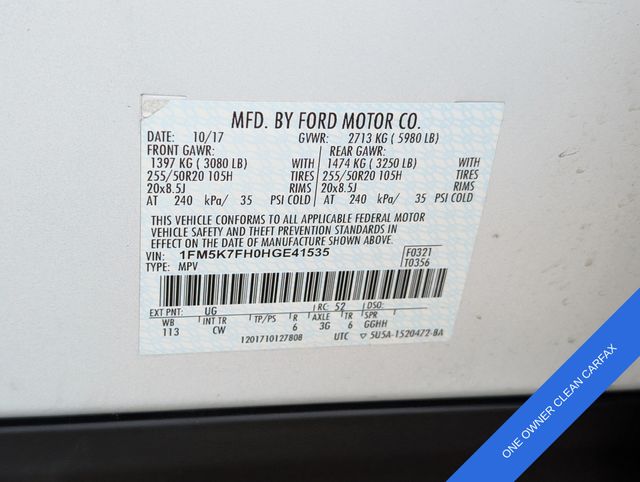 MFD. BY FORD MOTOR CO.
DATE: 10/17 GVWR: 2713 KG ( 5980 LB)
FRONT GAWR: REAR GAWR:
1397 KG ( 3080 LB) WITH 1474 KG ( 3250 LB) WITH
255/50R20 105H TIRES 255/50R20 105H TIRES
20x8.5J RIMS 20x8.5J RIMS
AT 240 kPa/ 35 PSI COLD AT 240 kPa/ 35 PSI COLD
THIS VEHICLE CONFORMS TO ALL APPLICABLE FEDERAL MOTOR
VEHICLE SAFETY AND THEFT PREVENTION STANDARDS IN
EFFECT ON THE DATE OF MANUFACTURE SHOWN ABOVE.
VIN: 1FM5K7FH0HGE41535 F0321
TYPE: MPV T0356
EXT PNT: UG RC: 52 DSO:
WB INT TR TP/PS R AXLE TR SPR
113 CW 6 3G 6 GGHH
1201710127808 UTC 5U5A-1520472-BA
ONE OWNER CLEAN CARFAX